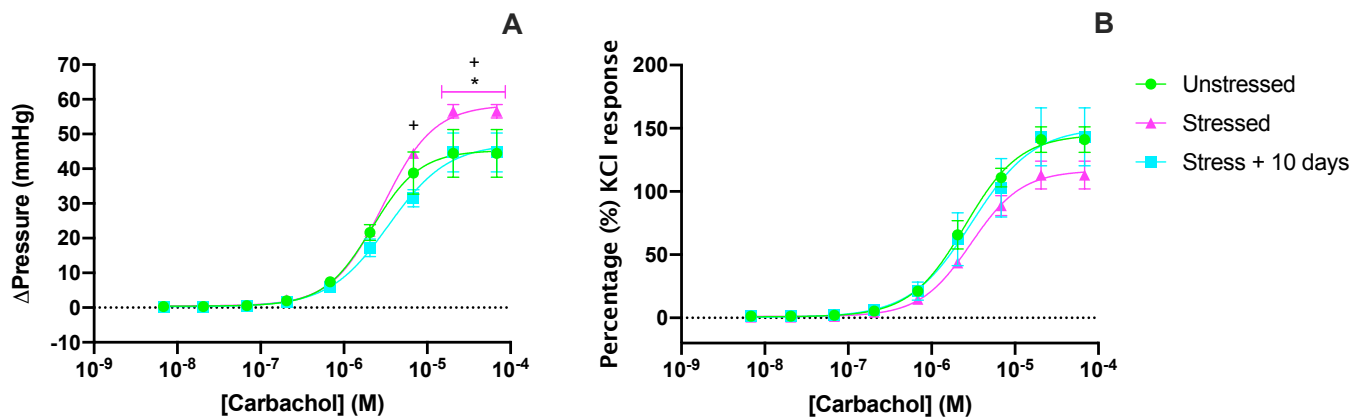 A
ΔPressure (mmHg)
70
60
50
40
30
20
10
0
-10
+
+
*
10-9 10-8 10-7 10-6 10-5 10-4
[Carbachol] (M)
B
Percentage (%) KCl response
200
150
100
50
0
10-9 10-8 10-7 10-6 10-5 10-4
[Carbachol] (M)
Unstressed
Stressed
Stress + 10 days